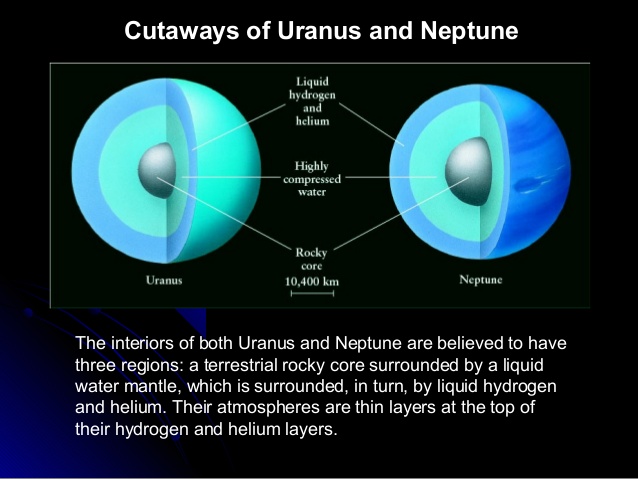 Cutaways of Uranus and Neptune
Liquid
hydrogen
and
helium
Highly
compressed
water
Rocky
core
10,400 km
Uranus
Neptune
The interiors of both Uranus and Neptune are believed to have
three regions: a terrestrial rocky core surrounded by a liquid
water mantle, which is surrounded, in turn, by liquid hydrogen
and helium. Their atmospheres are thin layers at the top of
their hydrogen and helium layers.